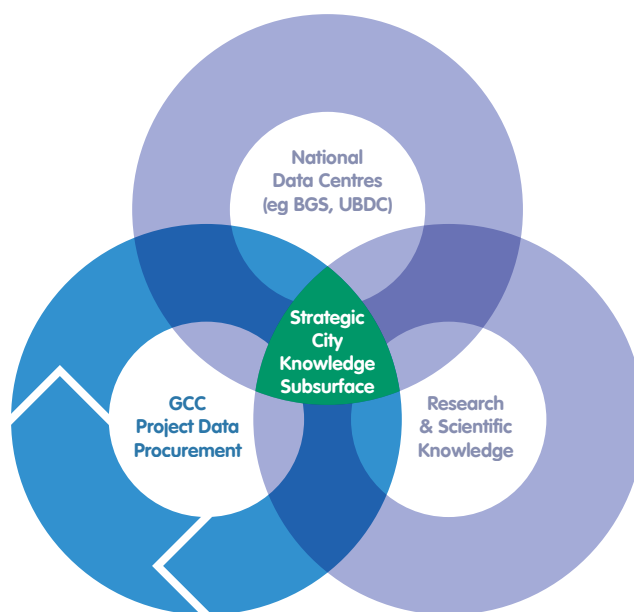 National
Data Centres
(eg BGS, UBDC)
Strategic
City
Knowledge
Subsurface
GCC
Project Data
Procurement
Research
& Scientific
Knowledge